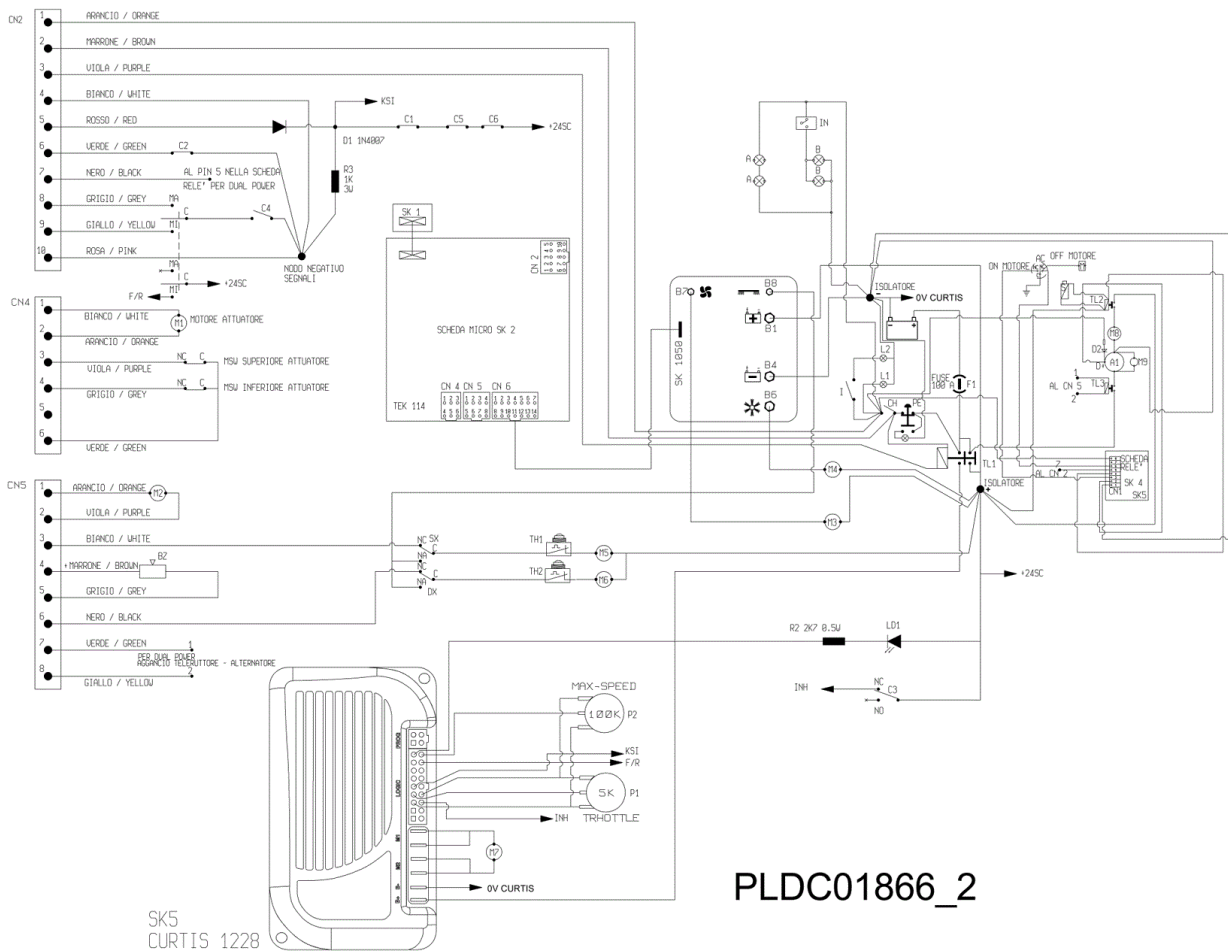 CN2
1
ARANCIO / ORANGE
2
MARRONE / BROWN
3
VIOLA / PURPLE
4
BIANCO / WHITE
5
ROSSO / RED
6
VERDE / GREEN
C2
7
NERO / BLACK
AL PIN 5 NELLA SCHEDA
RELE' PER DUAL POWER
8
GRIGIO / GREY
MA
C
C4
9
GIALLO / YELLOW
MI
10
ROSA / PINK
MA
C
+24SC
MI
F/R
NODO NEGATIVO
SEGNALI
KSI
C1
C5
C6
+24SC
D1 1N4007
R3
1K
3W
CN4
1
BIANCO / WHITE
M1
MOTORE ATTUATORE
2
ARANCIO / ORANGE
3
NC C
MSW SUPERIORE ATTUATORE
VIOLA / PURPLE
4
NC C
MSW INFERIORE ATTUATORE
GRIGIO / GREY
5
6
VERDE / GREEN
CN5
1
ARANCIO / ORANGE
M2
2
VIOLA / PURPLE
3
BIANCO / WHITE
4
+MARRONE / BROWN
BZ
5
GRIGIO / GREY
6
NERO / BLACK
7
VERDE / GREEN
1
PER DUAL POWER
AGGANCIO TELERUTTORE - ALTERNATORE
8
2
GIALLO / YELLOW
SK 1
CN 2
SCHEDA MICRO SK 2
TEK 114
CN 4
CN 5
CN 6
SK 1050
B7
B8
B1
B4
B6
IN
A
A
B
B
ISOLATORE
-
0V CURTIS
L2
L1
I
CH
PE
FUSE
100 A
F1
TL1
ISOLATORE
+
M4
M3
ON MOTORE
AC
OFF MOTORE
TL2
M8
D2
D+
A1
M9
TL3
1
AL CN 5
2
7
AL CN 2
SCHEDA
RELE'
SK 4
CN1
SK5
NC SX
C
NA
NC
C
NA
DX
TH1
M5
TH2
M6
+24SC
R2 2K7 0.5W
LD1
INH
NC
C3
NO
MAX-SPEED
100K
P2
KSI
F/R
5K
P1
TRHOTTLE
INH
PROG
LOGIC
M1
M2
B-
B+
M7
0V CURTIS
SK5
CURTIS 1228
PLDC01866_2